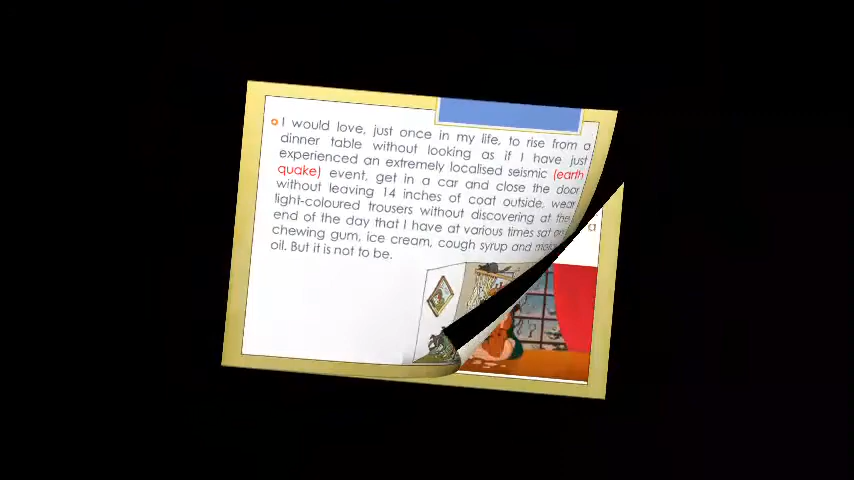 I would love, just once in my life, to rise from a
dinner table without looking as if I have just
experienced an extremely localised seismic (earth
quake) event, get in a car and close the door
without leaving 14 inches of coat outside, wear
light-coloured trousers without discovering at the
end of the day that I have at various times sat
chewing gum, ice cream, cough syrup and
oil. But it is not to be.
a